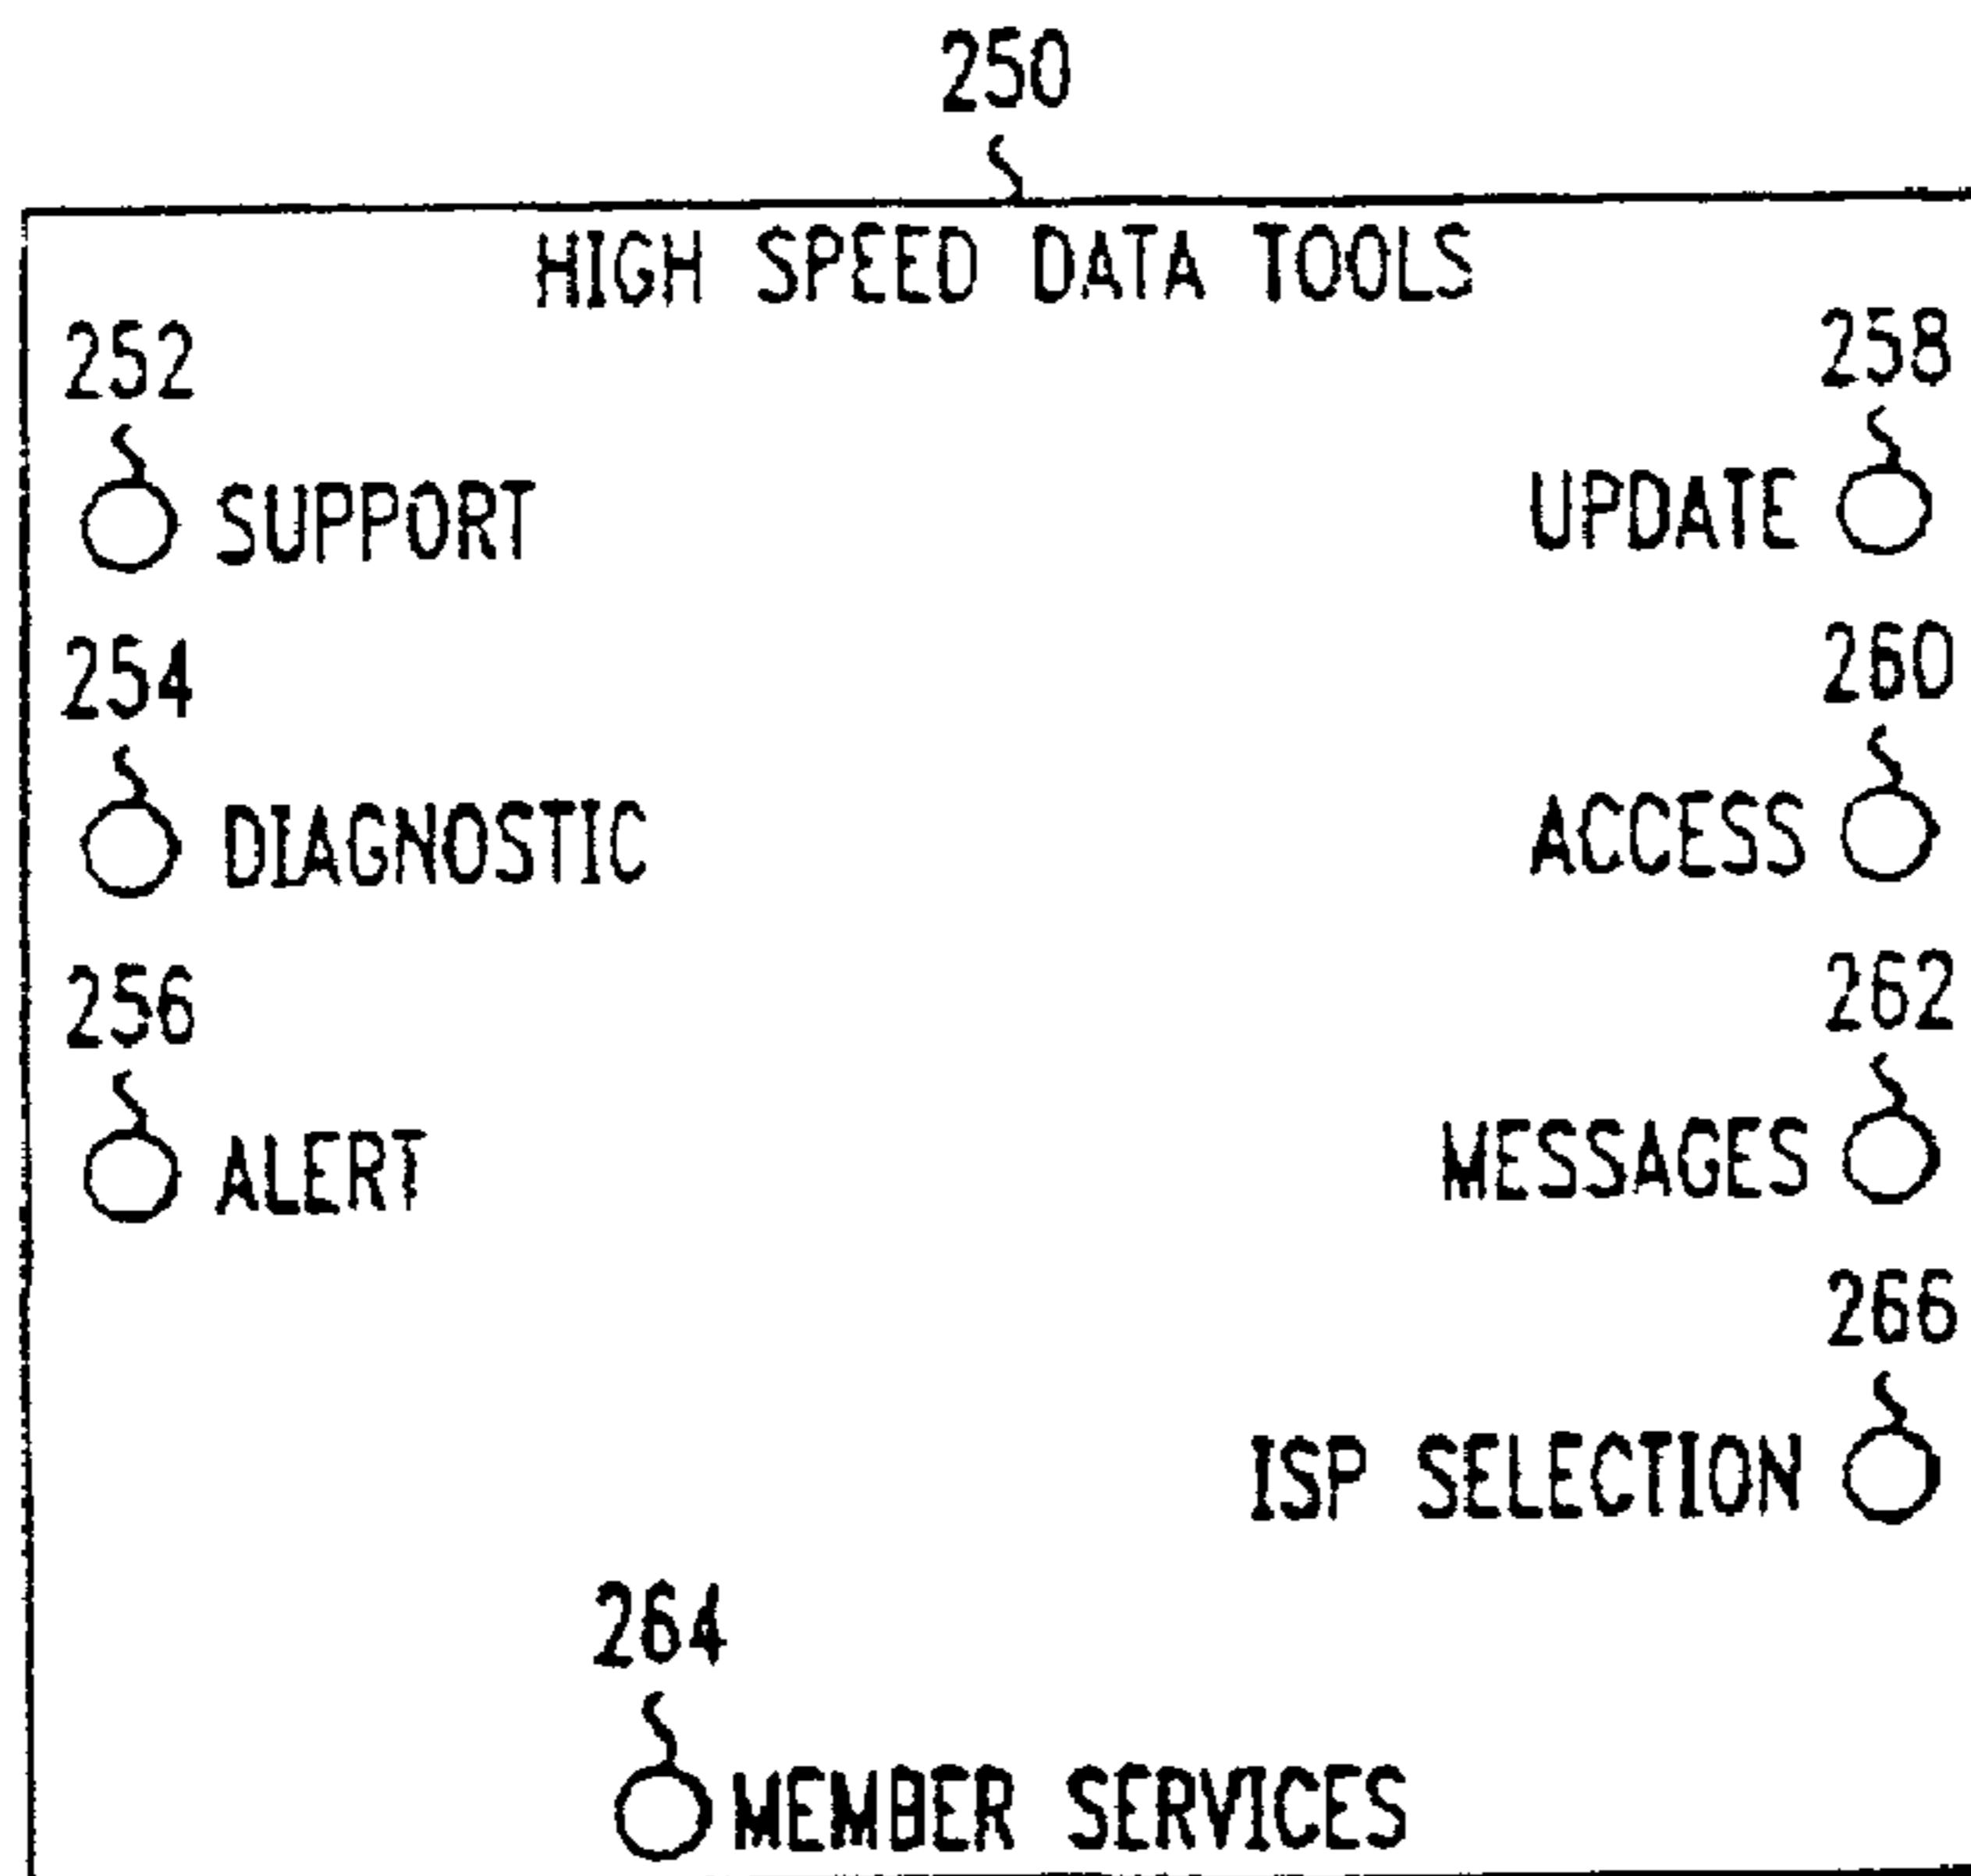 250
HIGH SPEED DATA TOOLS
252 258
SUPPORT UPDATE
254 260
DIAGNOSTIC ACCESS
256 262
ALERT MESSAGES
266
ISP SELECTION
264
MEMBER SERVICES